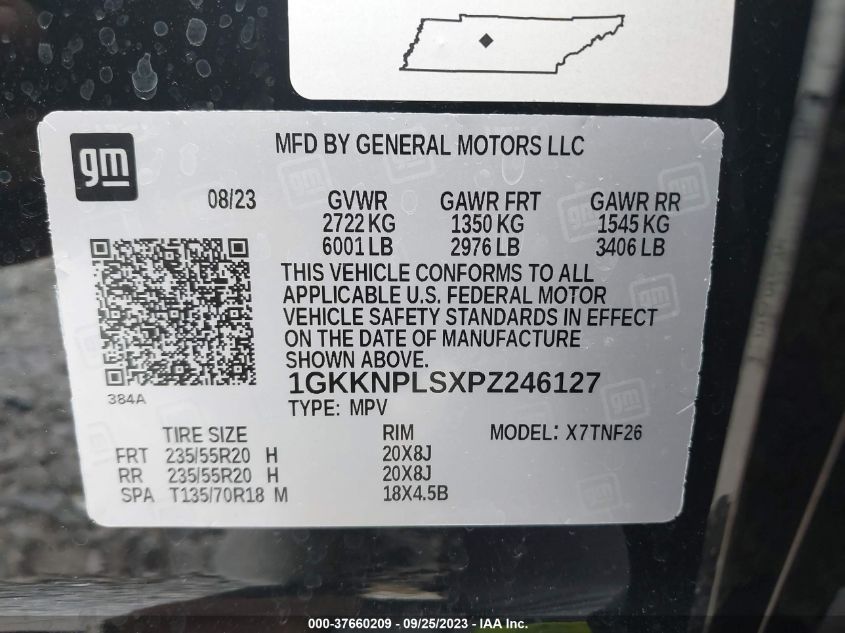 gm
MFD BY GENERAL MOTORS LLC
08/23
GVWR GAWR FRT GAWR RR
2722 KG 1350 KG 1545 KG
6001 LB 2976 LB 3406 LB
THIS VEHICLE CONFORMS TO ALL
APPLICABLE U.S. FEDERAL MOTOR
VEHICLE SAFETY STANDARDS IN EFFECT
ON THE DATE OF MANUFACTURE
SHOWN ABOVE.
1GKKNPLSXPZ246127
384A
TYPE: MPV
TIRE SIZE RIM MODEL: X7TNF26
FRT 235/55R20 H 20X8J
RR 235/55R20 H 20X8J
SPA T135/70R18 M 18X4.5B
000-37660209 - 09/25/2023 - IAA Inc.